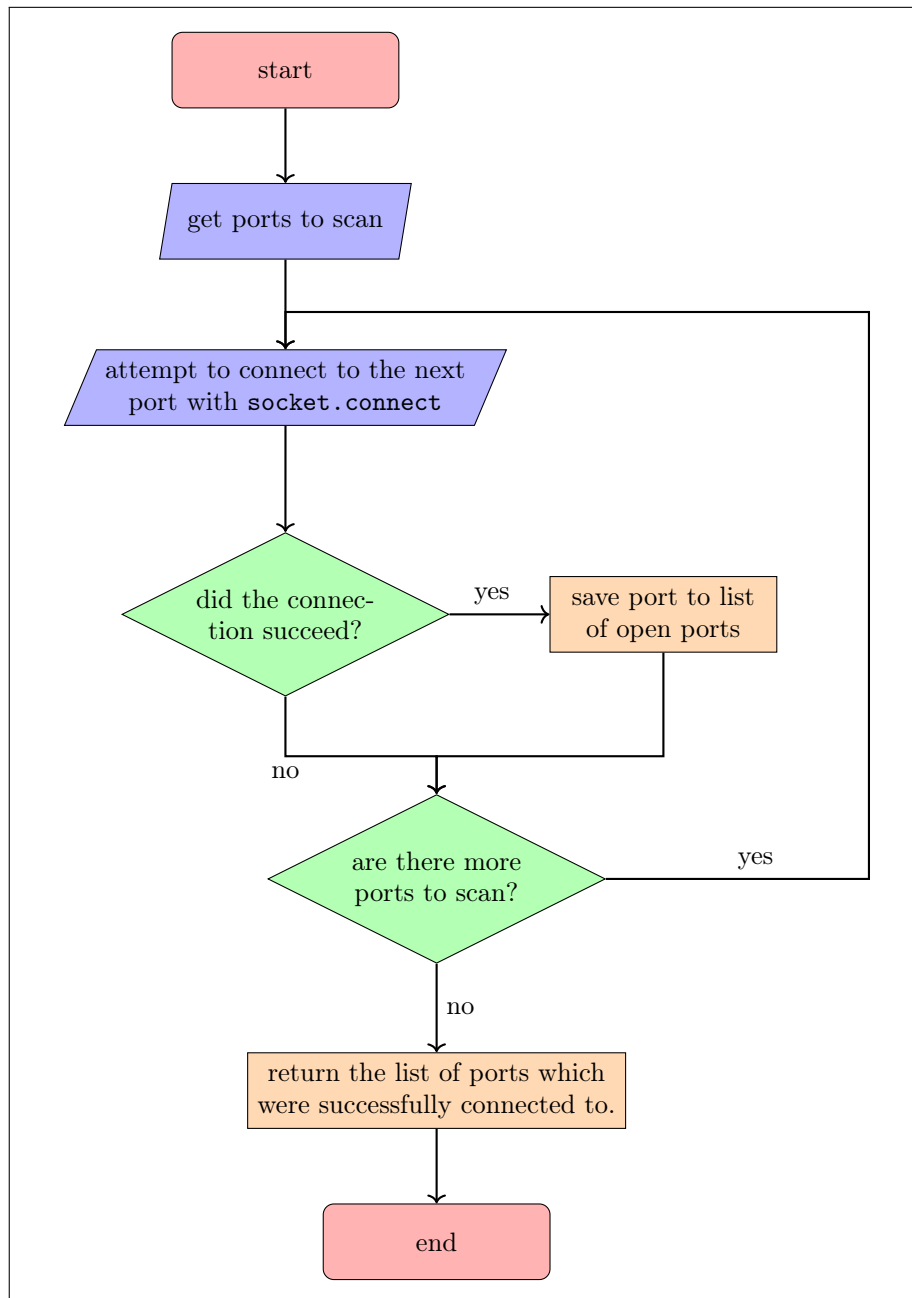 start
get ports to scan
attempt to connect to the next
port with socket.connect
did the connec-
tion succeed?
yes
save port to list
of open ports
no
are there more
ports to scan?
yes
no
return the list of ports which
were successfully connected to.
end